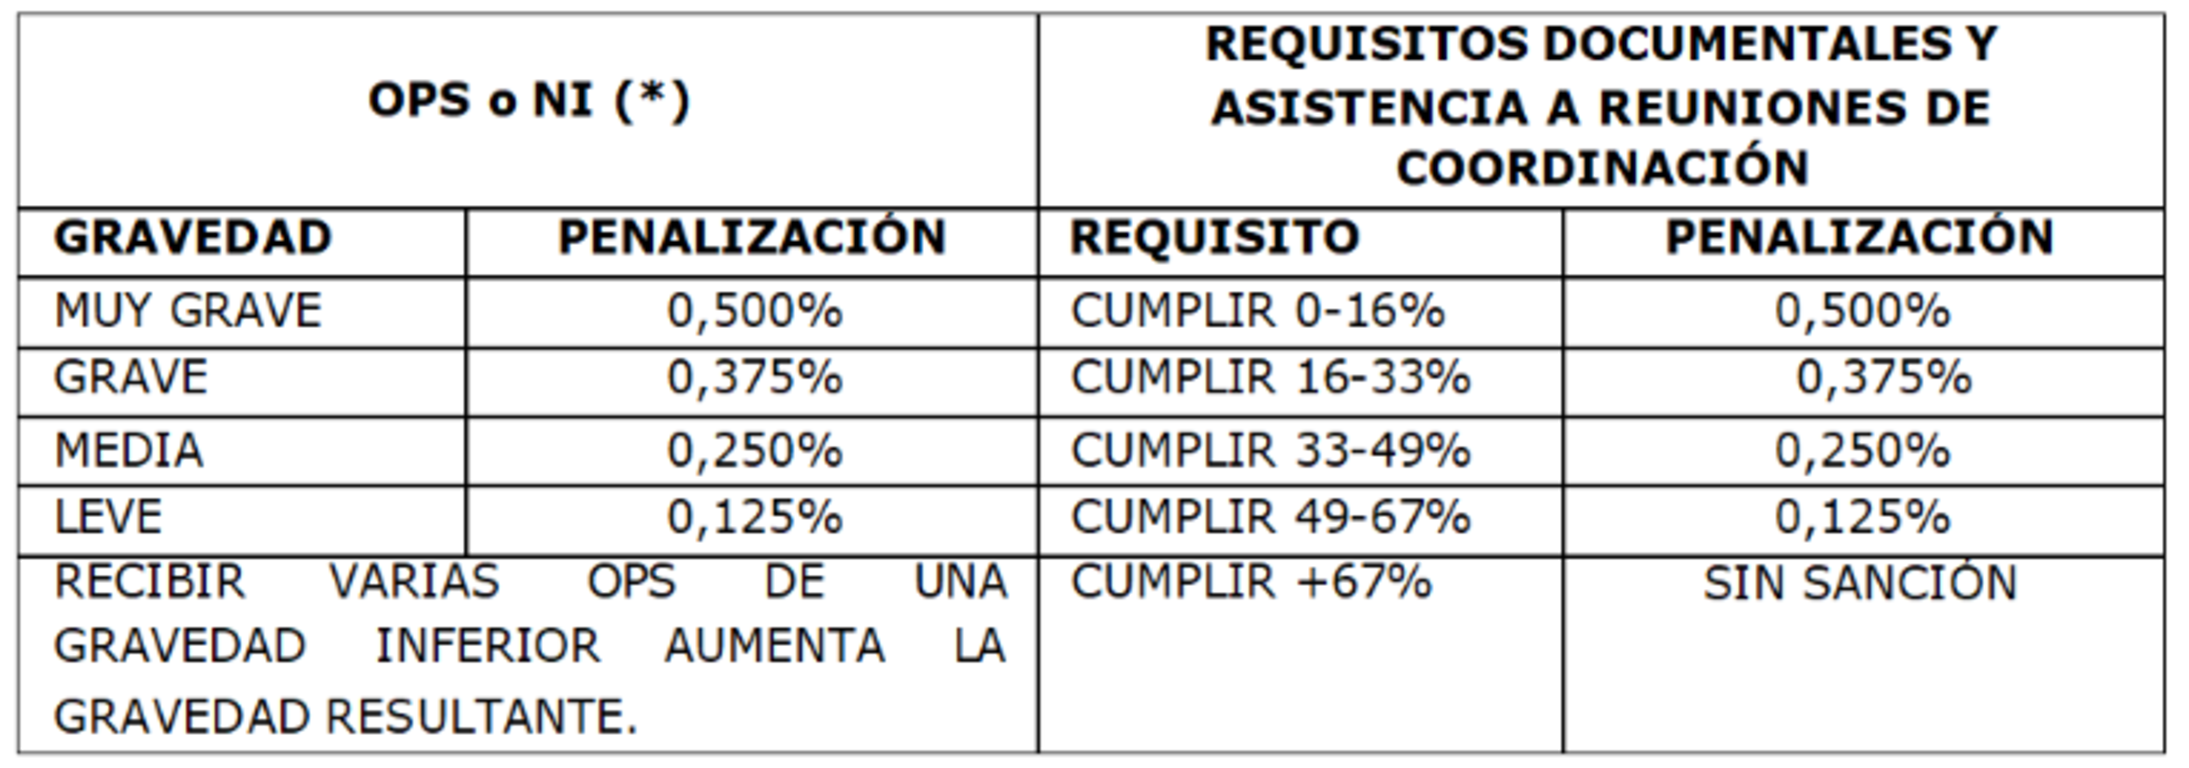 OPS o NI (*)
REQUISITOS DOCUMENTALES Y
ASISTENCIA A REUNIONES DE
COORDINACIÓN
GRAVEDAD PENALIZACIÓN REQUISITO PENALIZACIÓN
MUY GRAVE 0,500% CUMPLIR 0-16% 0,500%
GRAVE 0,375% CUMPLIR 16-33% 0,375%
MEDIA 0,250% CUMPLIR 33-49% 0,250%
LEVE 0,125% CUMPLIR 49-67% 0,125%
RECIBIR VARIAS OPS DE UNA
GRAVEDAD INFERIOR AUMENTA LA
GRAVEDAD RESULTANTE.
CUMPLIR +67% SIN SANCIÓN